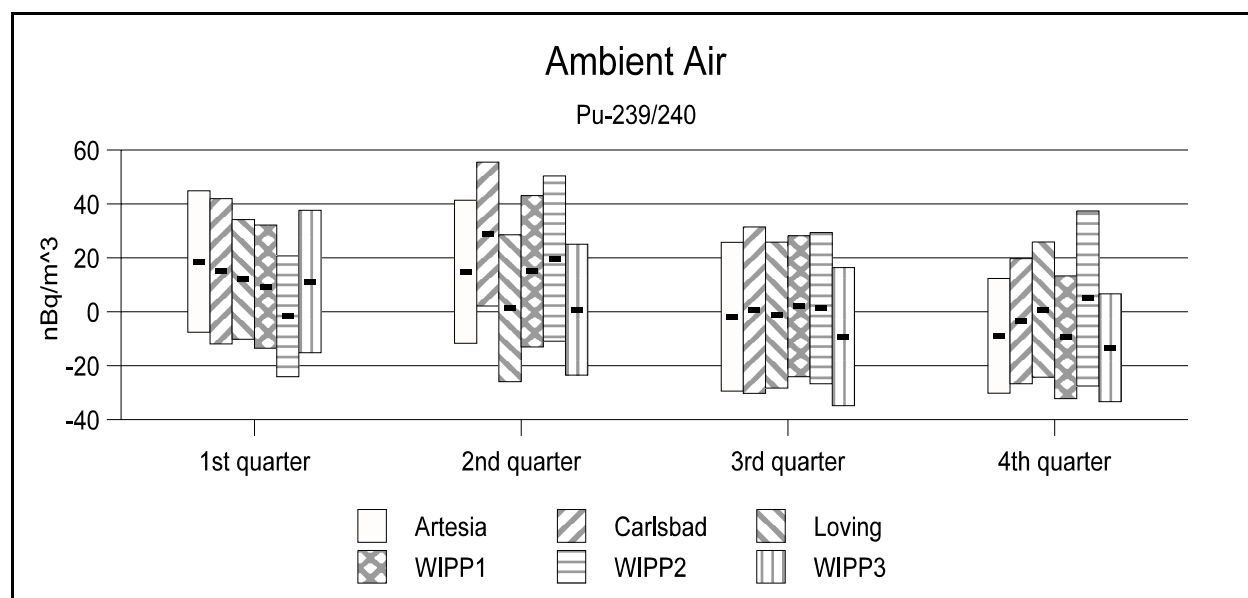 Ambient Air
Pu-239/240
nBq/m^3
60
40
20
0
-20
-40
1st quarter 2nd quarter 3rd quarter 4th quarter
Artesia Carlsbad Loving
WIPP1 WIPP2 WIPP3